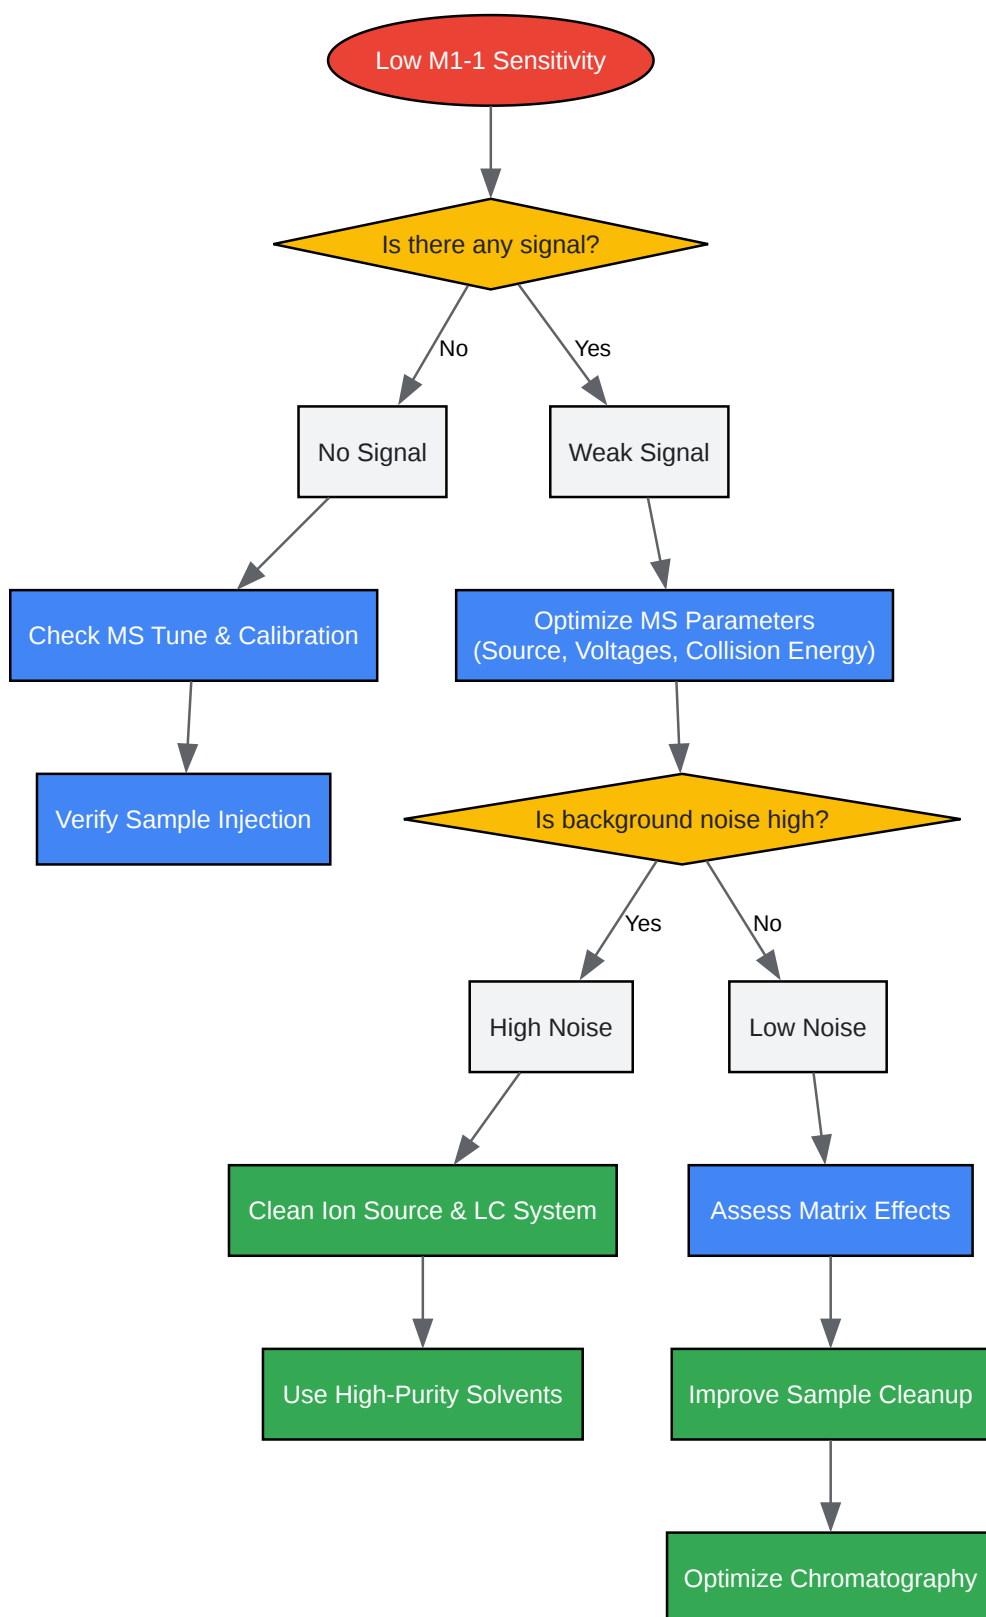 Low M1-1 Sensitivity
Is there any signal?
No
Yes
No Signal
Weak Signal
Check MS Tune & Calibration
Optimize MS Parameters
(Source, Voltages, Collision Energy)
Verify Sample Injection
Is background noise high?
Yes
No
High Noise
Low Noise
Clean Ion Source & LC System
Assess Matrix Effects
Use High-Purity Solvents
Improve Sample Cleanup
Optimize Chromatography